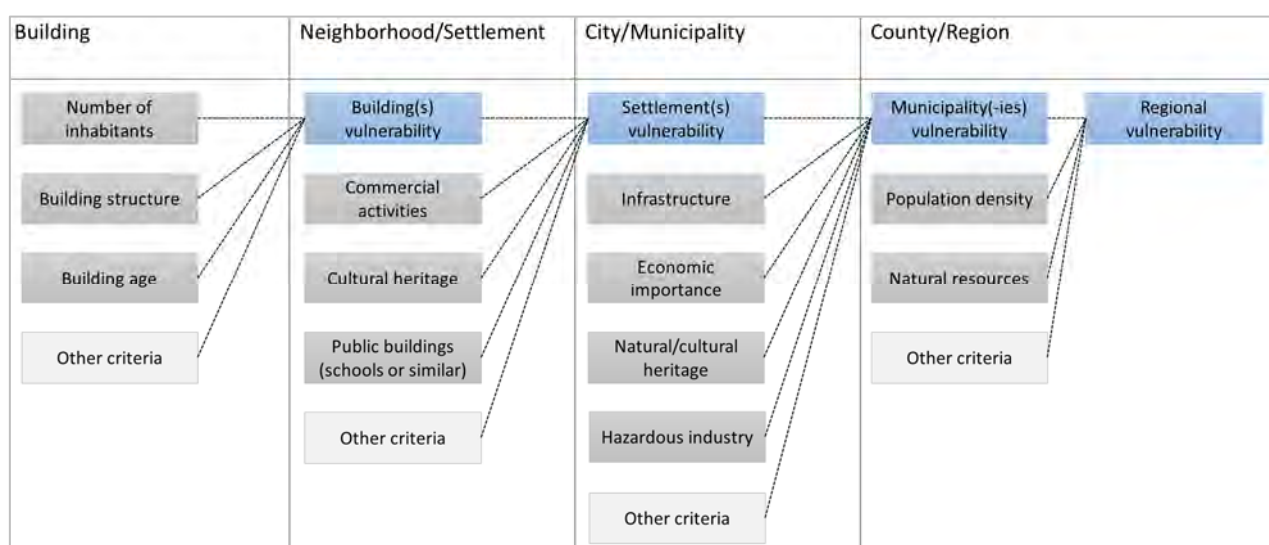 Building
Neighborhood/Settlement
City/Municipality
County/Region
Number of
inhabitants
Building structure
Building age
Other criteria
Building(s)
vulnerability
Commercial
activities
Cultural heritage
Public buildings
(schools or similar)
Other criteria
Settlement(s)
vulnerability
Infrastructure
Economic
importance
Natural/cultural
heritage
Hazardous industry
Other criteria
Municipality(-ies)
vulnerability
Population density
Natural resources
Other criteria
Regional
vulnerability